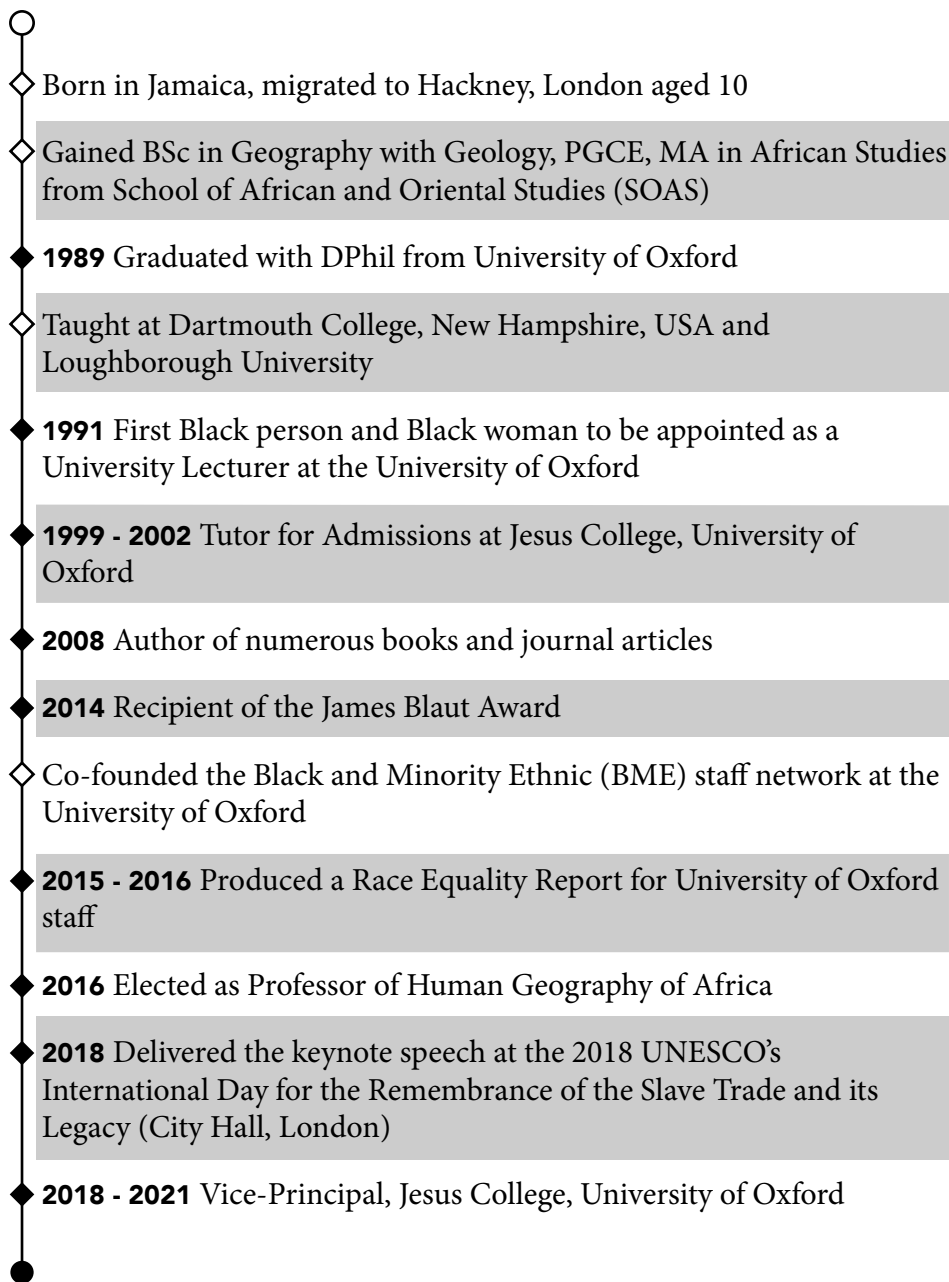 Born in Jamaica, migrated to Hackney, London aged 10
Gained BSc in Geography with Geology, PGCE, MA in African Studies
from School of African and Oriental Studies (SOAS)
1989 Graduated with DPhil from University of Oxford
Taught at Dartmouth College, New Hampshire, USA and
Loughborough University
1991 First Black person and Black woman to be appointed as a
University Lecturer at the University of Oxford
1999 - 2002 Tutor for Admissions at Jesus College, University of
Oxford
2008 Author of numerous books and journal articles
2014 Recipient of the James Blaut Award
Co-founded the Black and Minority Ethnic (BME) staff network at the
University of Oxford
2015 - 2016 Produced a Race Equality Report for University of Oxford
staff
2016 Elected as Professor of Human Geography of Africa
2018 Delivered the keynote speech at the 2018 UNESCO’s
International Day for the Remembrance of the Slave Trade and its
Legacy (City Hall, London)
2018 - 2021 Vice-Principal, Jesus College, University of Oxford